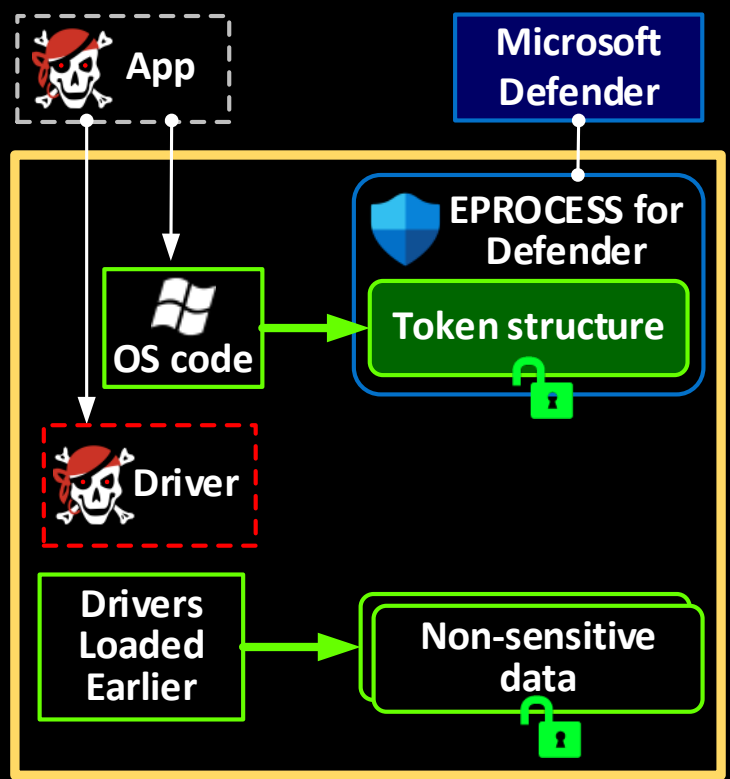 App
Microsoft
Defender
EPROCESS for
Defender
Token structure
OS code
Driver
Drivers
Loaded
Earlier
Non-sensitive
data